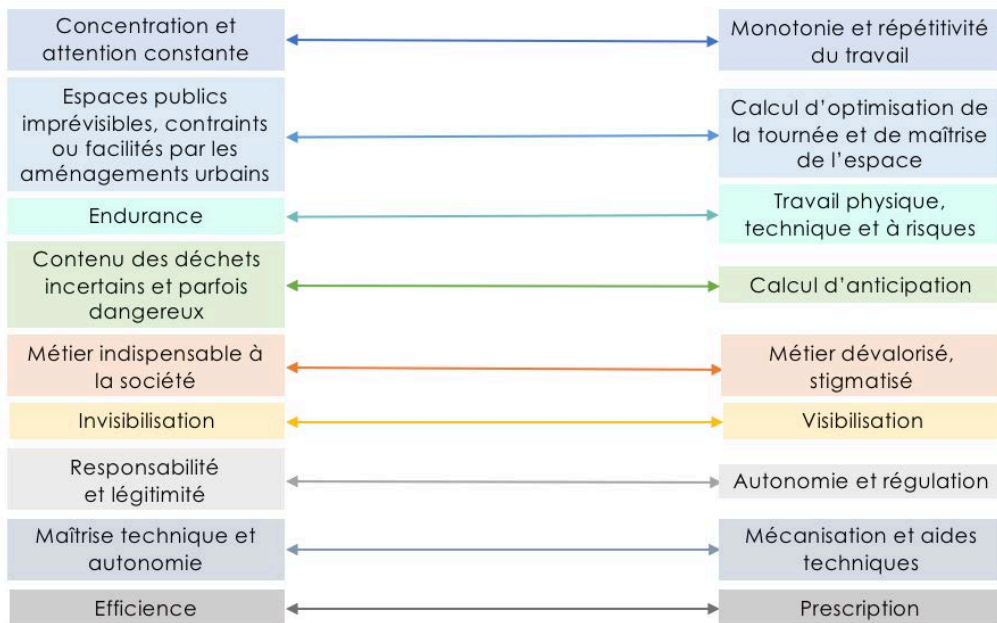 Concentration et
attention constante
Monotonie et répétitivité
du travail
Espaces publics
imprévisibles, contraints
ou facilités par les
aménagements urbains
Calcul d'optimisation de
la tournée et de maîtrise
de l'espace
Endurance
Travail physique,
technique et à risques
Contenu des déchets
incertains et parfois
dangereux
Calcul d'anticipation
Métier indispensable à
la société
Métier dévalorisé,
stigmatisé
Invisibilisation
Visibilisation
Responsabilité
et légitimité
Autonomie et régulation
Maîtrise technique et
autonomie
Mécanisation et aides
techniques
Efficience
Prescription